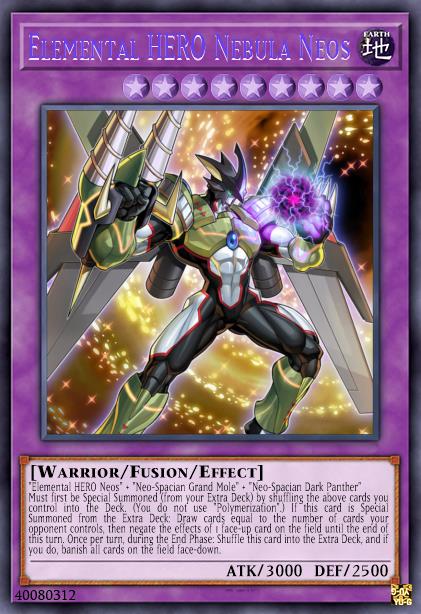 Elemental HERO Nebula Neos
EARTH
地
[Warrior/Fusion/Effect]
"Elemental HERO Neos" + "Neo-Spacian Grand Mole" + "Neo-Spacian Dark Panther"
Must first be Special Summoned (from your Extra Deck) by shuffling the above cards you
control into the Deck. (You do not use "Polymerization".) If this card is Special
Summoned from the Extra Deck: Draw cards equal to the number of cards your
opponent controls, then negate the effects of 1 face-up card on the field until the end of
this turn. Once per turn, during the End Phase: Shuffle this card into the Extra Deck, and if
you do, banish all cards on the field face-down.
ATK/3000 DEF/2500
40080312